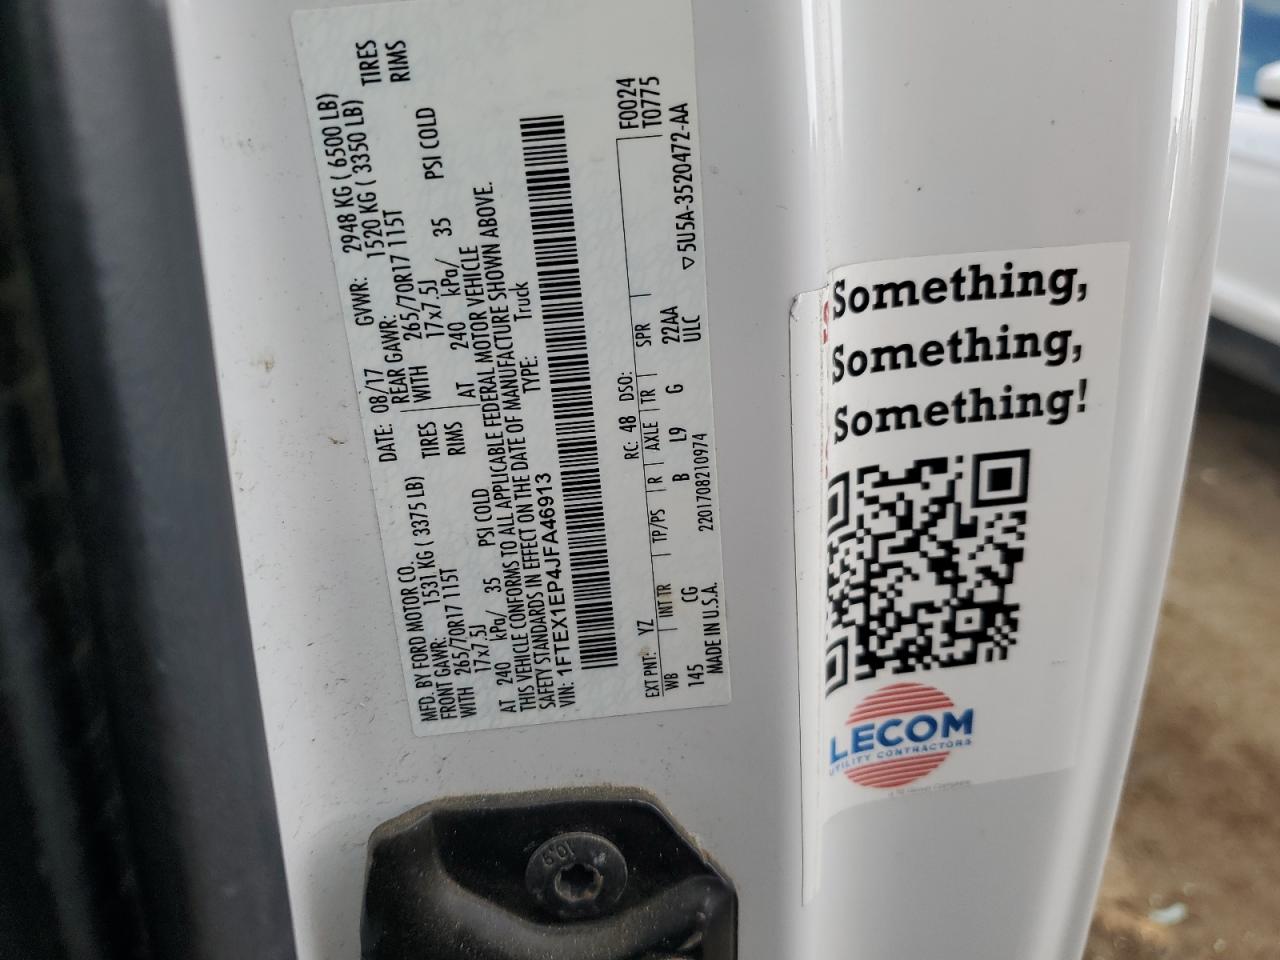 MFD. BY FORD MOTOR CO.
DATE: 08/17 GVWR: 2948 KG ( 6500 LB)
FRONT GAWR: 1531 KG ( 3375 LB)
REAR GAWR: 1520 KG ( 3350 LB)
WITH 265/70R17 115T TIRES
WITH 265/70R17 115T TIRES
17x7.5J RIMS
17x7.5J RIMS
AT 240 kPa/ 35 PSI COLD
AT 240 kPa/ 35 PSI COLD
THIS VEHICLE CONFORMS TO ALL APPLICABLE FEDERAL MOTOR VEHICLE
SAFETY STANDARDS IN EFFECT ON THE DATE OF MANUFACTURE SHOWN ABOVE.
VIN: 1FTEX1EP4JFA46913 TYPE: Truck
EXT PNT: YZ RC: 48 DSO: F0024
WB INT TR TP/PS R AXLE TR SPR T0775
145 CG B L9 G 22AA
MADE IN U.S.A. 2201708210974 ULC 5U5A-3520472-AA
Something,
Something,
Something!
LECOM
UTILITY CONTRACTORS
10.9